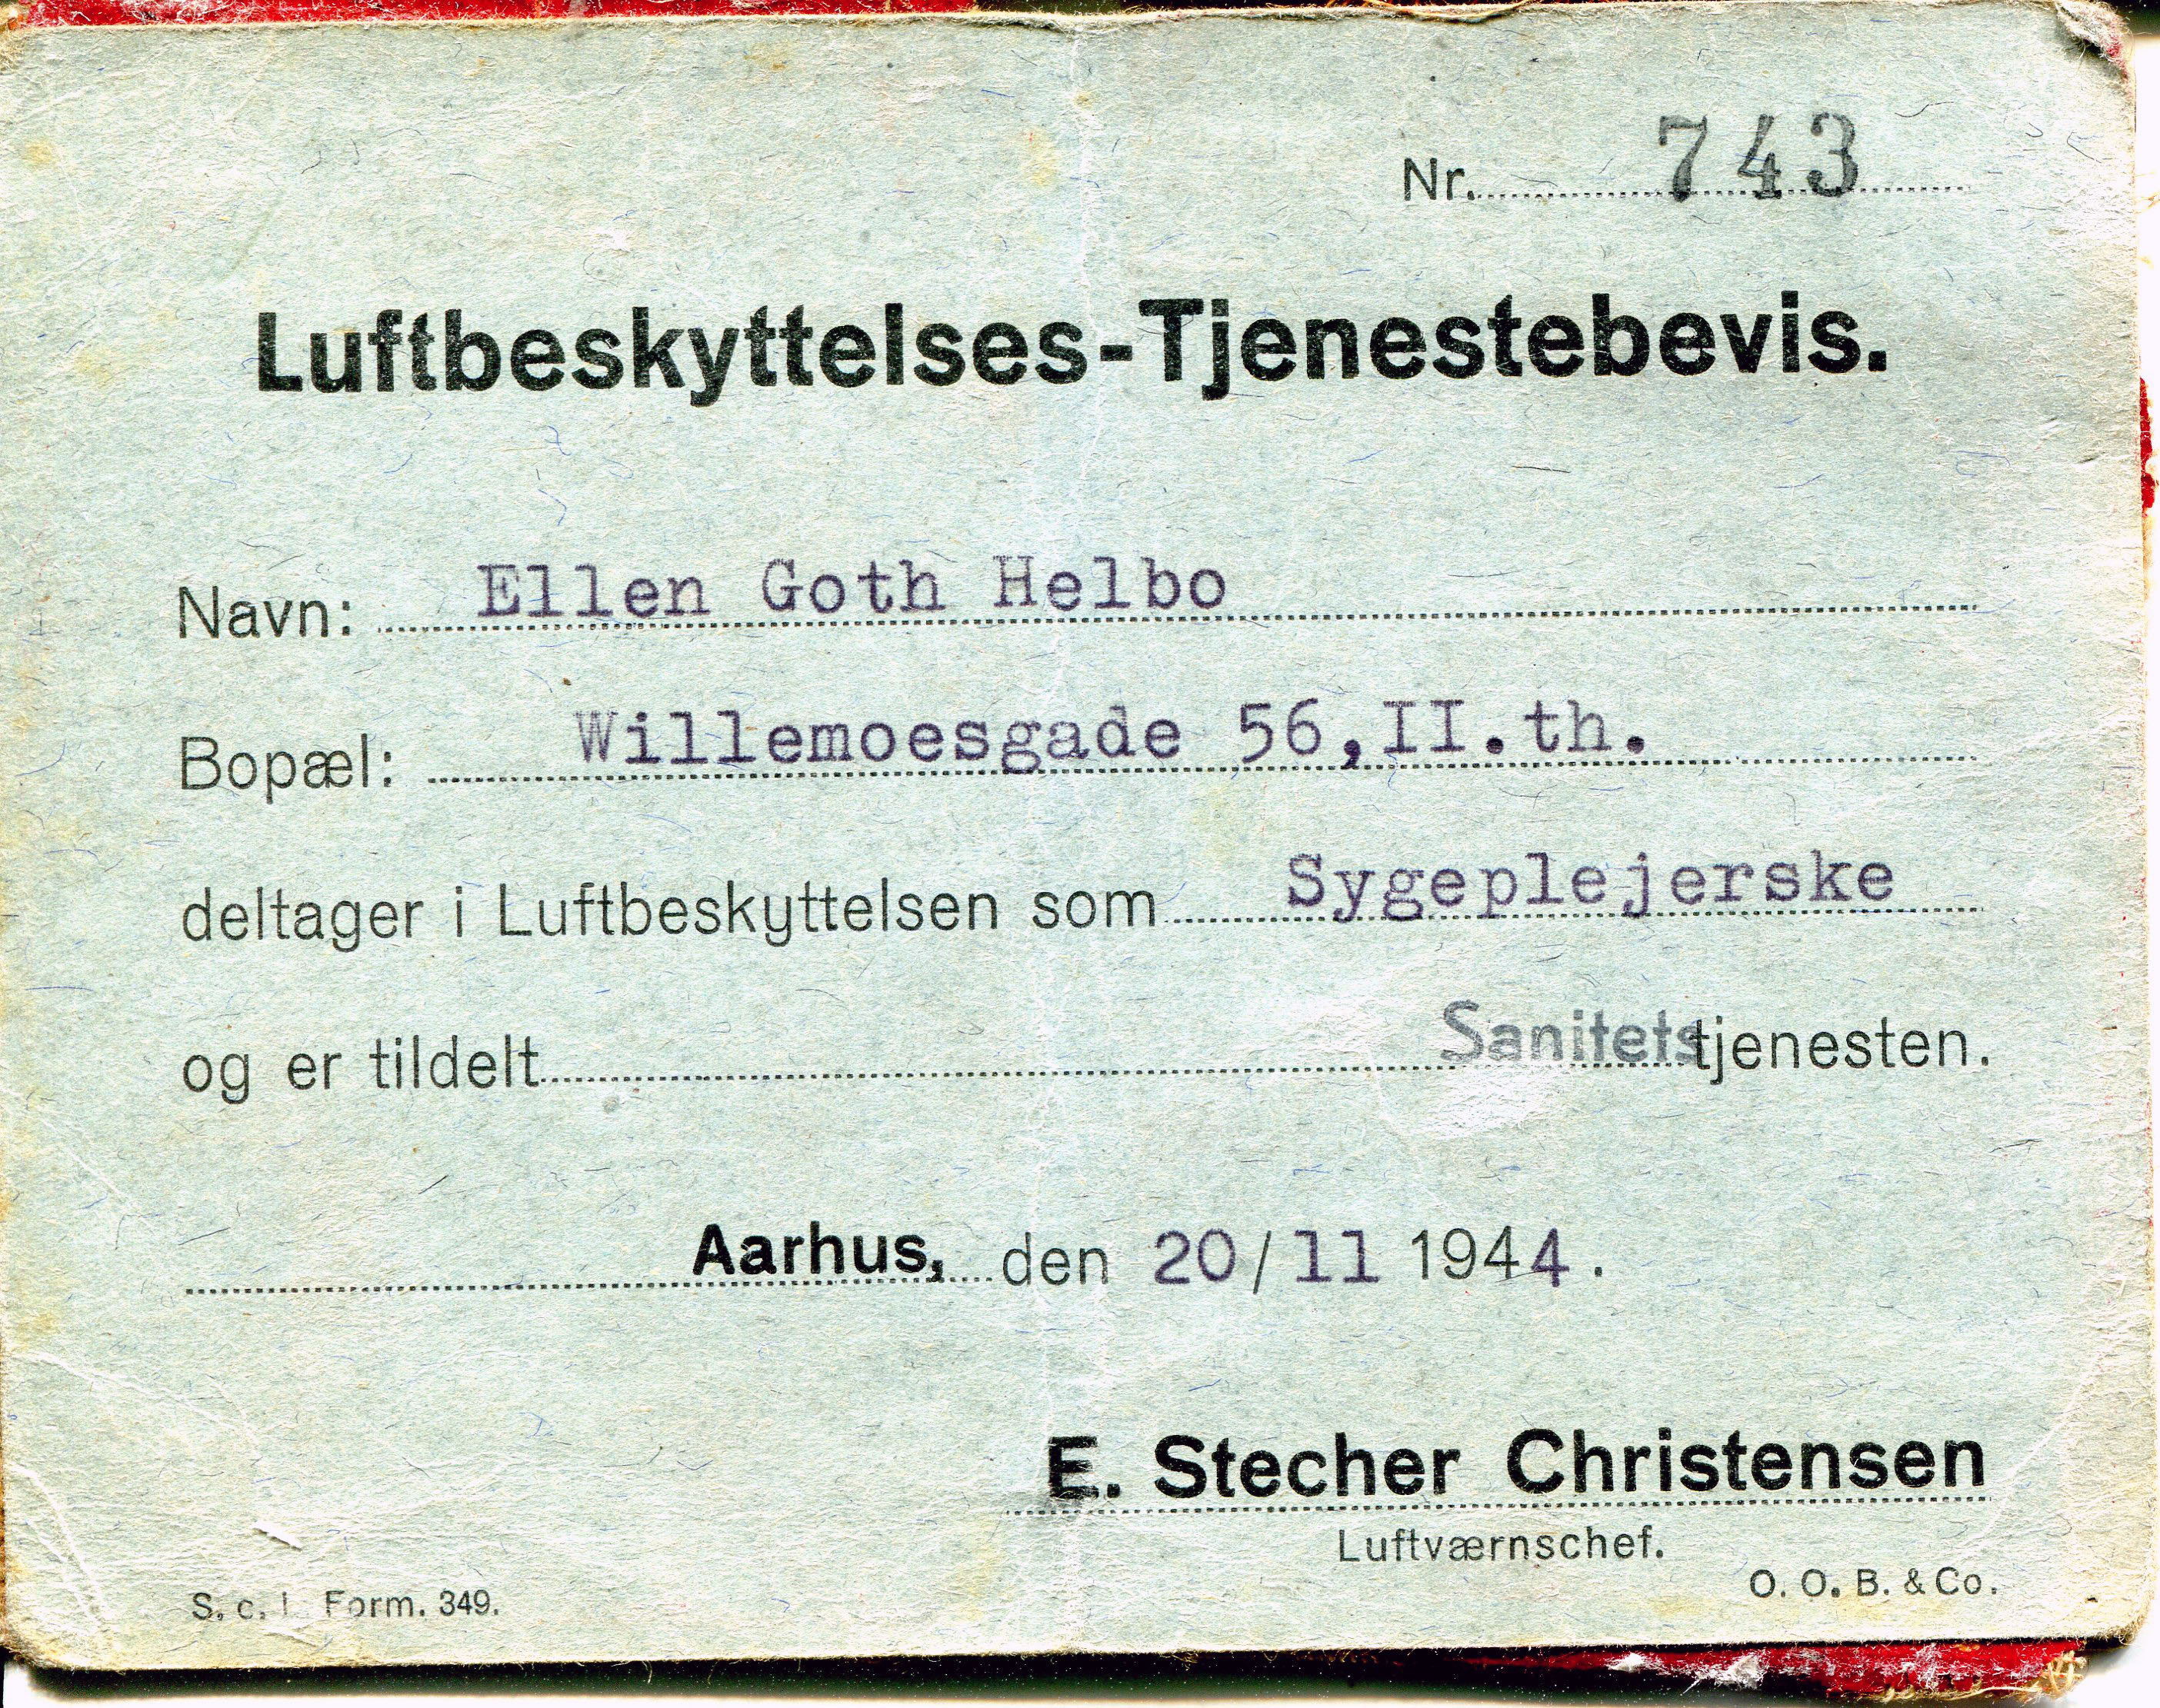 Nr. 743
Luftbeskyttelses-Tjenestebevis.
Navn: Ellen Goth Helbo
Bopæl: Willemoesgade 56, II. th.
deltager i Luftbeskyttelsen som Sygeplejerske
og er tildelt Sanitetstjenesten.
Aarhus, den 20/11 1944.
E. Stecher Christensen
Luftværnschef.
O. O. B. & Co.
S. c. l. Form. 349.